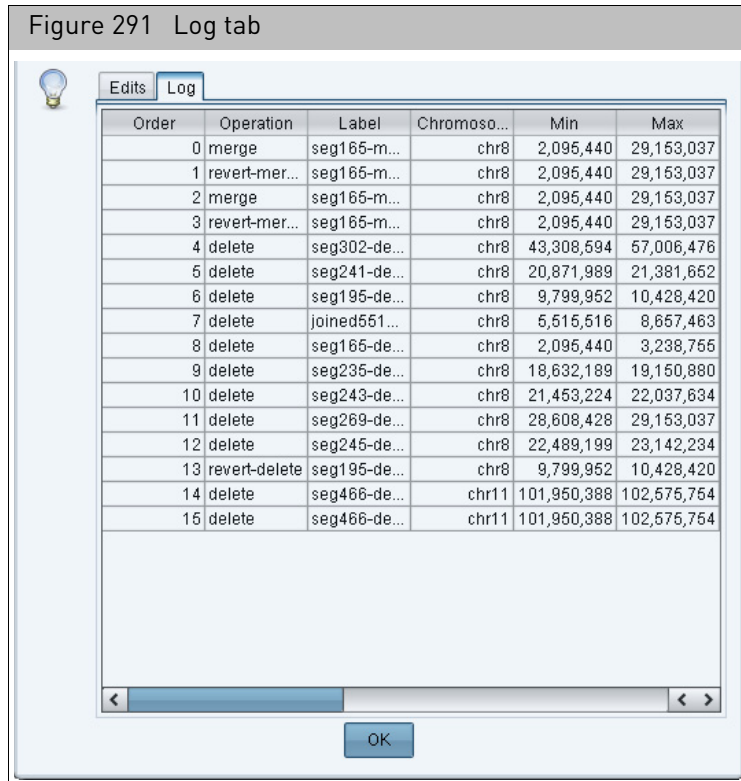 Figure 291 Log tab
Edits Log
Order Operation Label Chromoso... Min Max
0 merge seg165-m... chr8 2,095,440 29,153,037
1 revert-mer... seg165-m... chr8 2,095,440 29,153,037
2 merge seg165-m... chr8 2,095,440 29,153,037
3 revert-mer... seg165-m... chr8 2,095,440 29,153,037
4 delete seg302-de... chr8 43,308,594 57,006,476
5 delete seg241-de... chr8 20,871,989 21,381,652
6 delete seg195-de... chr8 9,799,952 10,428,420
7 delete joined551... chr8 5,515,516 8,657,463
8 delete seg165-de... chr8 2,095,440 3,238,755
9 delete seg235-de... chr8 18,632,189 19,150,880
10 delete seg243-de... chr8 21,453,224 22,037,634
11 delete seg269-de... chr8 28,608,428 29,153,037
12 delete seg245-de... chr8 22,489,199 23,142,234
13 revert-delete seg195-de... chr8 9,799,952 10,428,420
14 delete seg466-de... chr11 101,950,388 102,575,754
15 delete seg466-de... chr11 101,950,388 102,575,754
OK